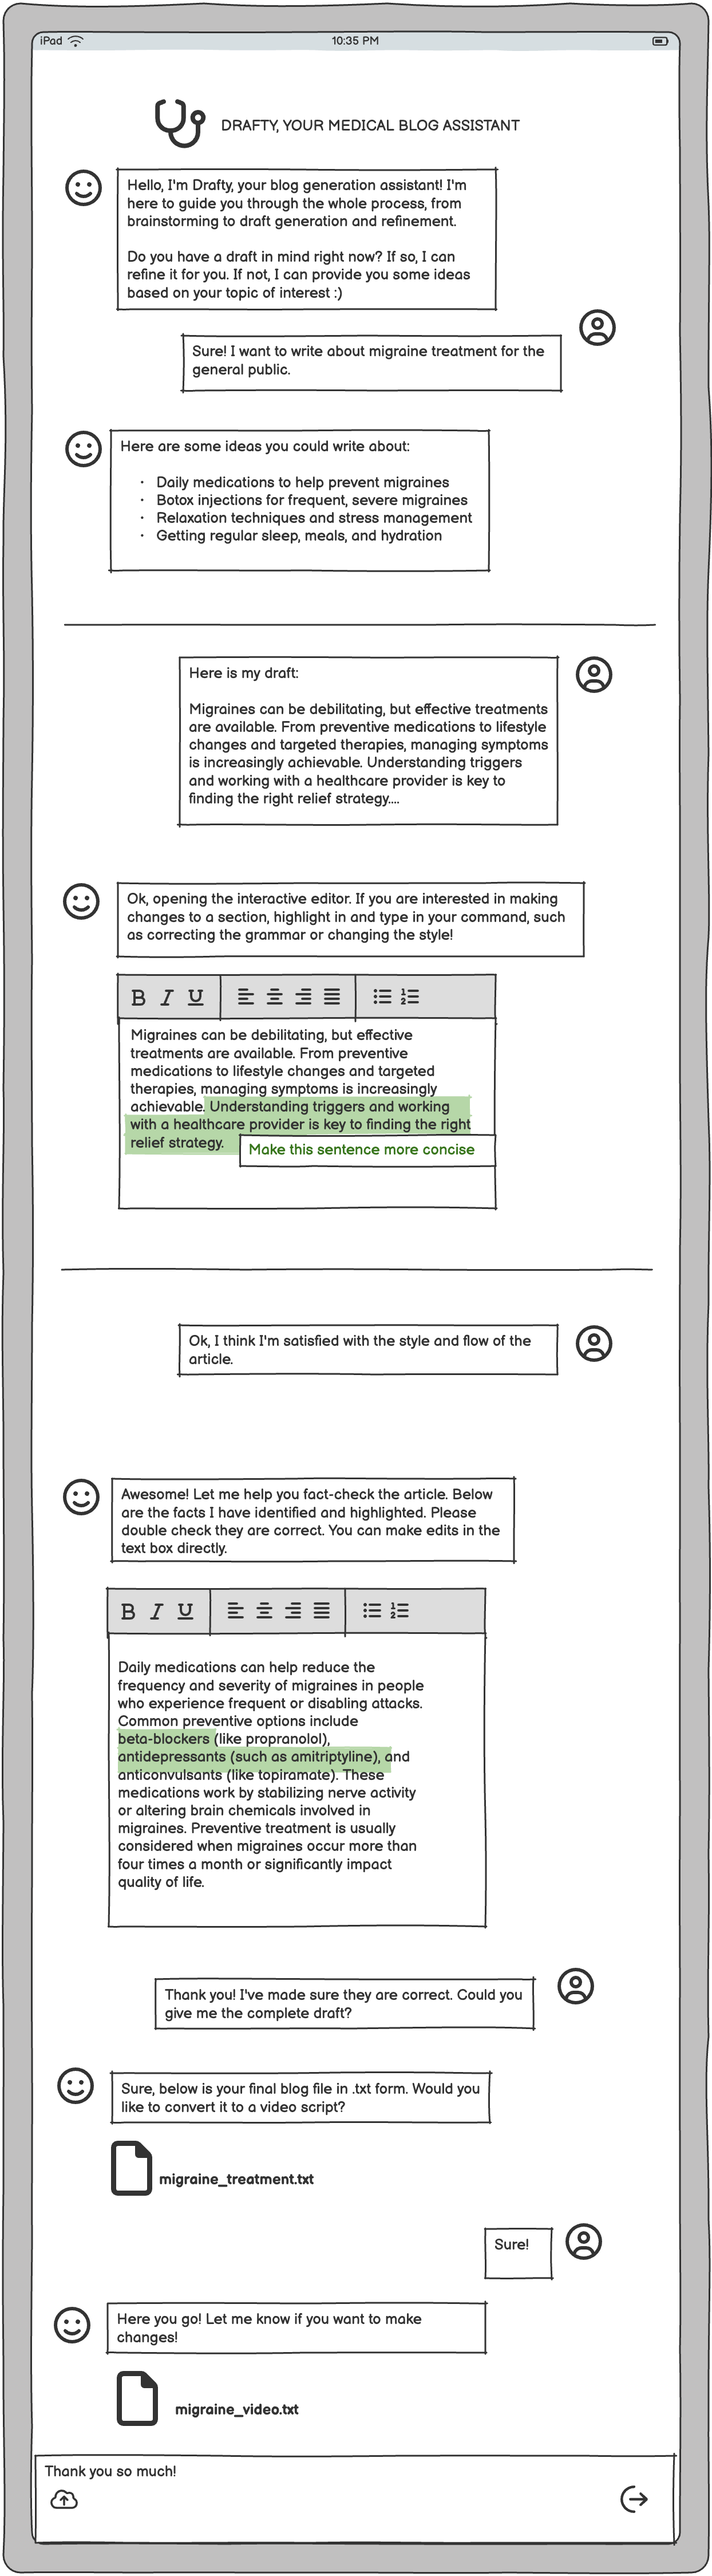 iPad
10:35 PM
DRAFTY, YOUR MEDICAL BLOG ASSISTANT
Hello, I'm Drafty, your blog generation assistant! I'm
here to guide you through the whole process, from
brainstorming to draft generation and refinement.
Do you have a draft in mind right now? If so, I can
refine it for you. If not, I can provide you some ideas
based on your topic of interest :)
Sure! I want to write about migraine treatment for the
general public.
Here are some ideas you could write about:
• Daily medications to help prevent migraines
• Botox injections for frequent, severe migraines
• Relaxation techniques and stress management
• Getting regular sleep, meals, and hydration
Here is my draft:
Migraines can be debilitating, but effective treatments
are available. From preventive medications to lifestyle
changes and targeted therapies, managing symptoms
is increasingly achievable. Understanding triggers
and working with a healthcare provider is key to
finding the right relief strategy....
Ok, opening the interactive editor. If you are interested in making
changes to a section, highlight in and type in your command, such
as correcting the grammar or changing the style!
B I U
Migraines can be debilitating, but effective
treatments are available. From preventive
medications to lifestyle changes and targeted
therapies, managing symptoms is increasingly
achievable. Understanding triggers and working
with a healthcare provider is key to finding the right
relief strategy.
Make this sentence more concise
Ok, I think I'm satisfied with the style and flow of the
article.
Awesome! Let me help you fact-check the article. Below
are the facts I have identified and highlighted. Please
double check they are correct. You can make edits in the
text box directly.
B I U
Daily medications can help reduce the
frequency and severity of migraines in people
who experience frequent or disabling attacks.
Common preventive options include
beta-blockers (like propranolol),
antidepressants (such as amitriptyline), and
anticonvulsants (like topiramate). These
medications work by stabilizing nerve activity
or altering brain chemicals involved in
migraines. Preventive treatment is usually
considered when migraines occur more than
four times a month or significantly impact
quality of life.
Thank you! I've made sure they are correct. Could you
give me the complete draft?
Sure, below is your final blog file in .txt form. Would you
like to convert it to a video script?
migraine_treatment.txt
Sure!
Here you go! Let me know if you want to make
changes!
migraine_video.txt
Thank you so much!